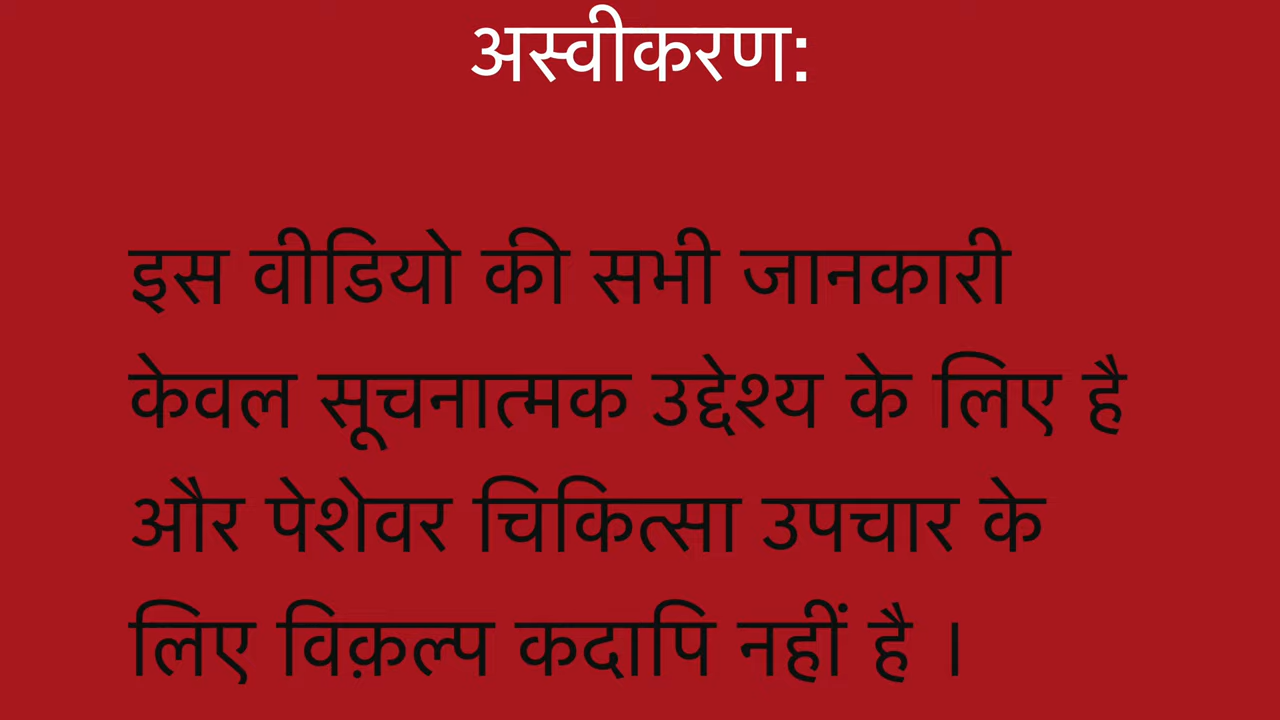 अस्वीकरण:
इस वीडियो की सभी जानकारी
केवल सूचनात्मक उद्देश्य के लिए है
और पेशेवर चिकित्सा उपचार के
लिए विक़ल्प कदापि नहीं है ।